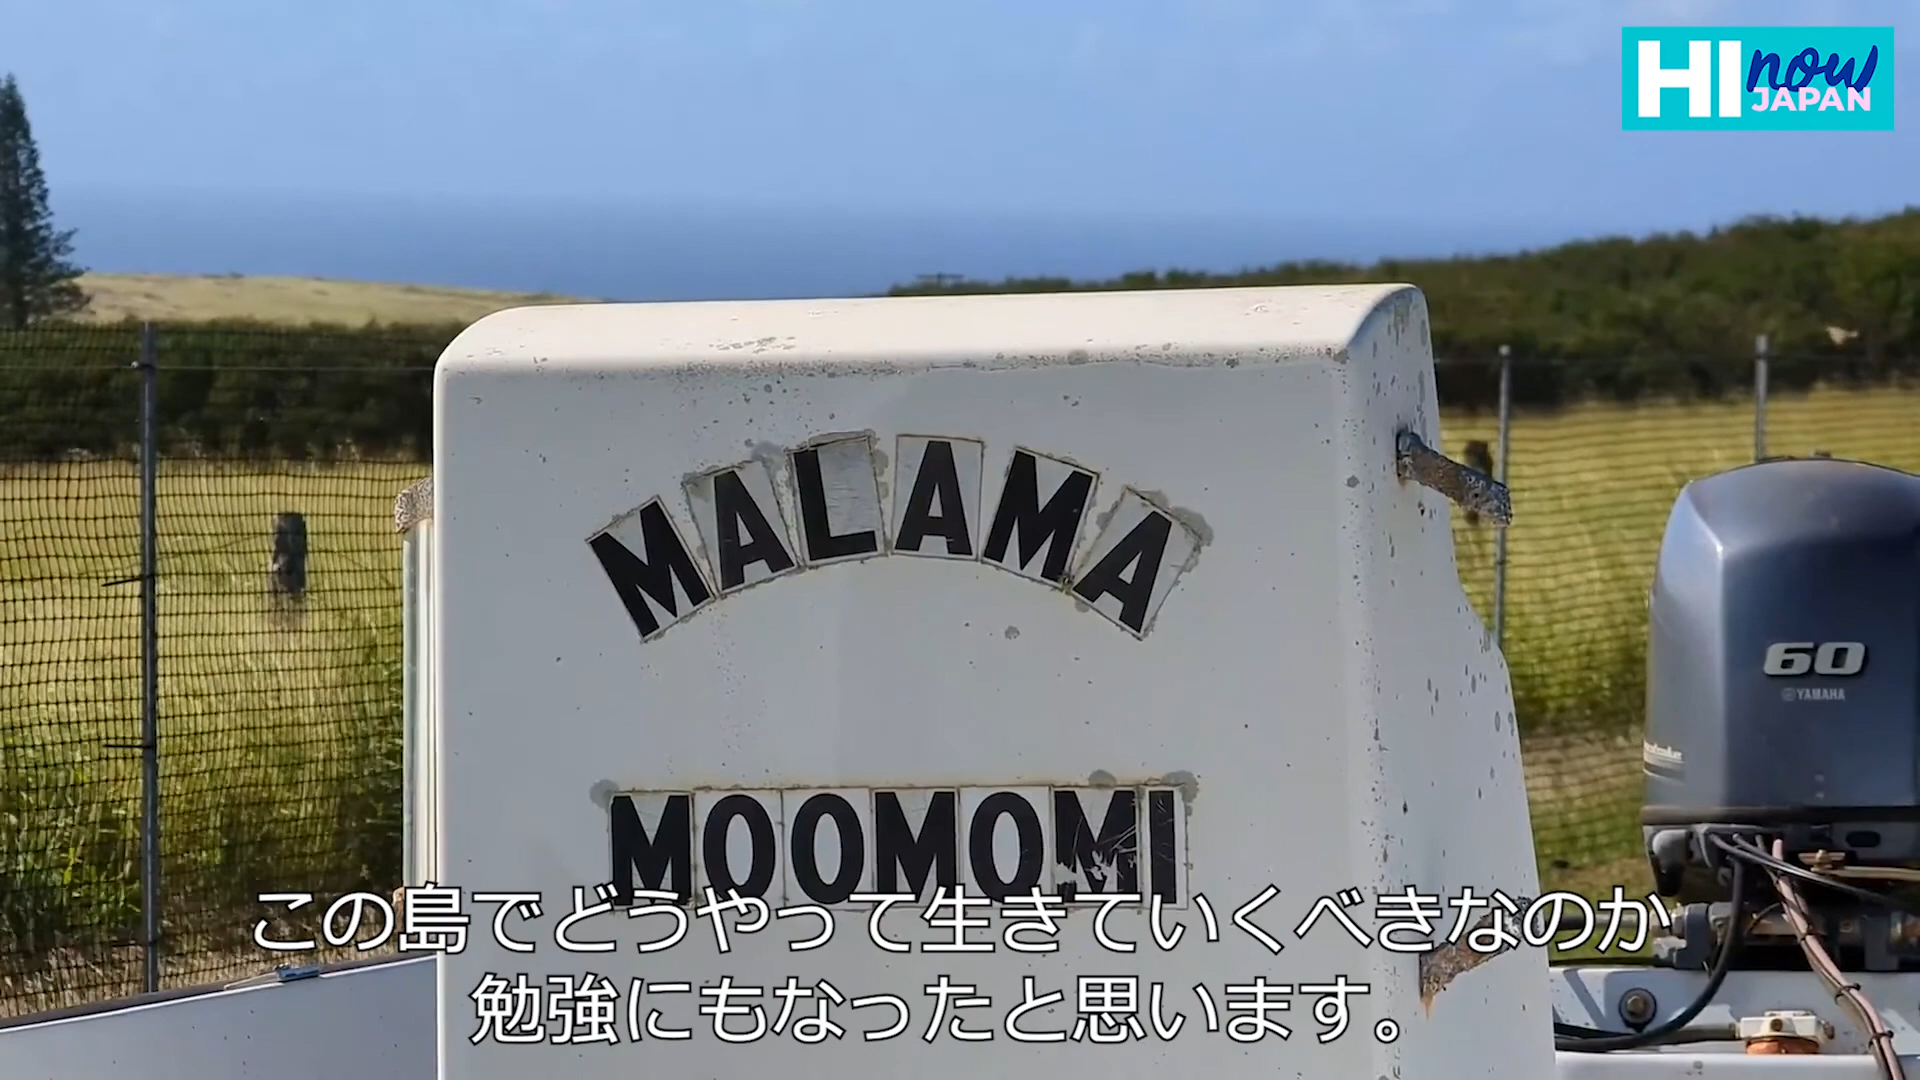 HI now
JAPAN
MALAMA
60
YAMAHA
MOOMOMI
この島でどうやって生きていくべきなのか
勉強にもなったと思います。